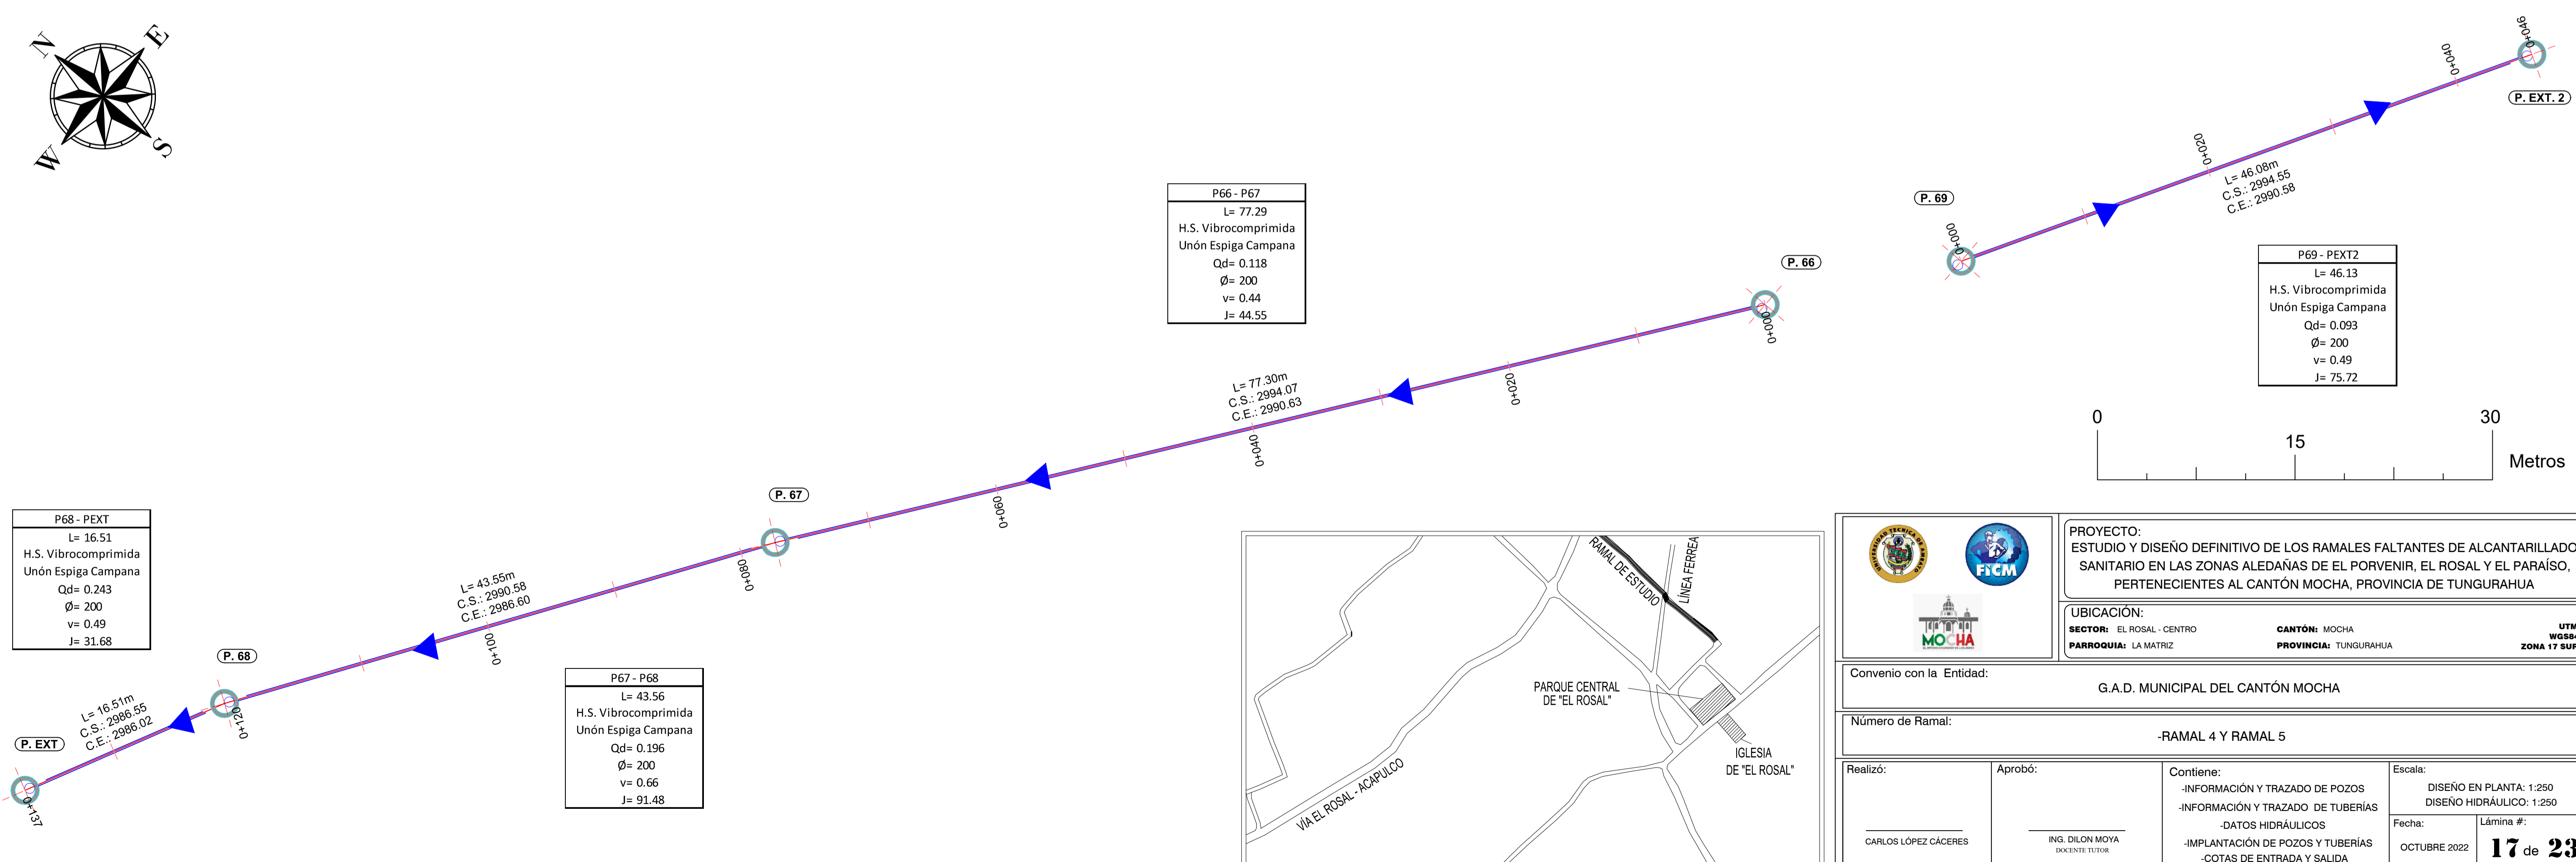 N
E
W
S
0+046
0+040
P. EXT. 2
0+020
L= 46.08m
C.S.: 2994.55
C.E.: 2990.58
P. 69
0+000
P69 - PEXT2
L= 46.13
H.S. Vibrocomprimida
Unón Espiga Campana
Qd= 0.093
Ø= 200
v= 0.49
J= 75.72
P66 - P67
L= 77.29
H.S. Vibrocomprimida
Unón Espiga Campana
Qd= 0.118
Ø= 200
v= 0.44
J= 44.55
P. 66
0+000
0+020
L= 77.30m
C.S.: 2994.07
C.E.: 2990.63
0+040
0+060
P. 67
0+080
L= 43.55m
C.S.: 2990.58
C.E.: 2986.60
0+100
P67 - P68
L= 43.56
H.S. Vibrocomprimida
Unón Espiga Campana
Qd= 0.196
Ø= 200
v= 0.66
J= 91.48
P68 - PEXT
L= 16.51
H.S. Vibrocomprimida
Unón Espiga Campana
Qd= 0.243
Ø= 200
v= 0.49
J= 31.68
P. 68
0+120
L= 16.51m
C.S.: 2986.55
C.E.: 2986.02
P. EXT
0+137
0
15
30
Metros
RAMAL DE ESTUDIO
LÍNEA FERREA
PARQUE CENTRAL
DE "EL ROSAL"
IGLESIA
DE "EL ROSAL"
VÍA EL ROSAL - ACAPULCO
UNIVERSIDAD TECNICA DE AMBATO
FICM
MOCHA
PROYECTO:
ESTUDIO Y DISEÑO DEFINITIVO DE LOS RAMALES FALTANTES DE ALCANTARILLADO
SANITARIO EN LAS ZONAS ALEDAÑAS DE EL PORVENIR, EL ROSAL Y EL PARAÍSO,
PERTENECIENTES AL CANTÓN MOCHA, PROVINCIA DE TUNGURAHUA
UBICACIÓN:
SECTOR: EL ROSAL - CENTRO
CANTÓN: MOCHA
UTM
WGS84
PARROQUIA: LA MATRIZ
PROVINCIA: TUNGURAHUA
ZONA 17 SUR
Convenio con la Entidad:
G.A.D. MUNICIPAL DEL CANTÓN MOCHA
Número de Ramal:
-RAMAL 4 Y RAMAL 5
Realizó:
CARLOS LÓPEZ CÁCERES
Aprobó:
ING. DILON MOYA
DOCENTE TUTOR
Contiene:
-INFORMACIÓN Y TRAZADO DE POZOS
-INFORMACIÓN Y TRAZADO DE TUBERÍAS
-DATOS HIDRÁULICOS
-IMPLANTACIÓN DE POZOS Y TUBERÍAS
-COTAS DE ENTRADA Y SALIDA
Escala:
DISEÑO EN PLANTA: 1:250
DISEÑO HIDRÁULICO: 1:250
Fecha:
OCTUBRE 2022
Lámina #:
17 de 23